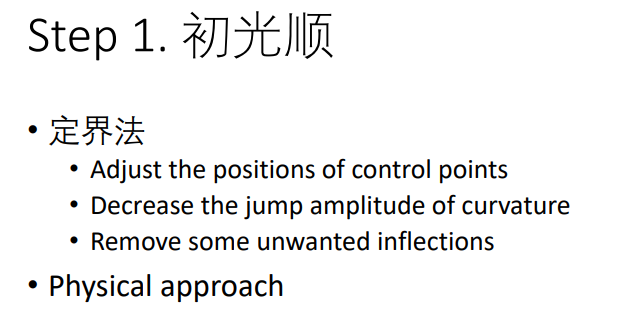 Step 1. 初光顺
• 定界法
• Adjust the positions of control points
• Decrease the jump amplitude of curvature
• Remove some unwanted inflections
• Physical approach